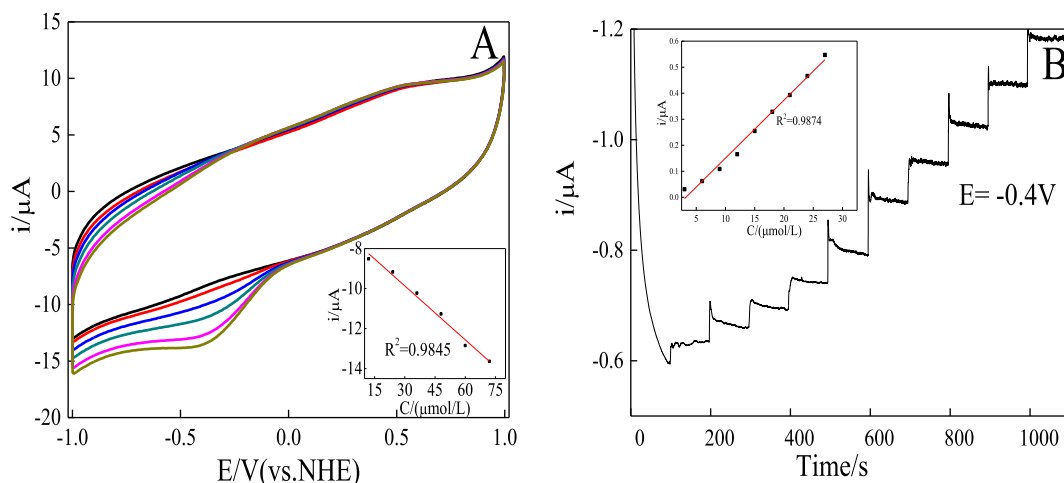 A
15
10
5
0
-5
-10
-15
-20
i/µA
-1.0 -0.5 0.0 0.5 1.0
E/V(vs.NHE)
-8
-10
-12
-14
i/µA
R²=0.9845
15 30 45 60 75
C/(µmol/L)
B
-1.2
-1.0
-0.8
-0.6
i/µA
0 200 400 600 800 1000
Time/s
E= -0.4V
0.6
0.5
0.4
0.3
0.2
0.1
0.0
i/µA
R²=0.9874
5 10 15 20 25 30
C/(µmol/L)